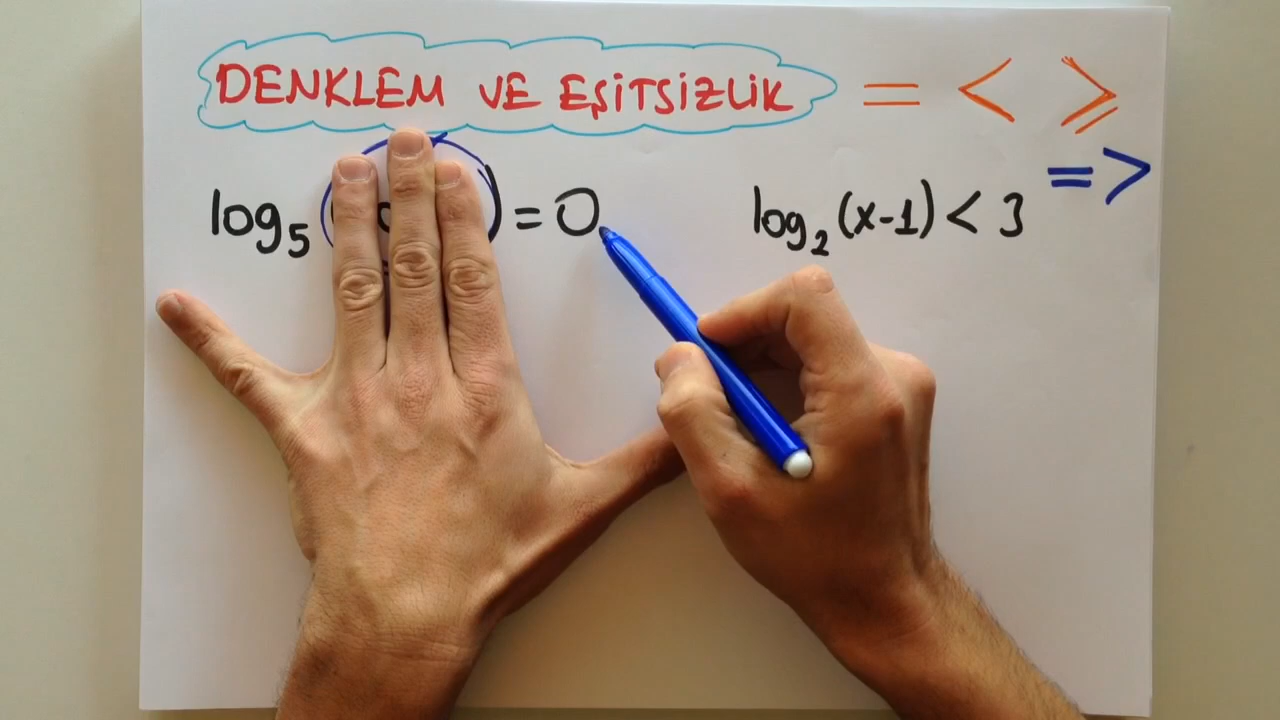 DENKLEM VE EŞİTSİZLİK = < ⩾
=>
log₅ ( ) = 0 log₂(x-1) < 3